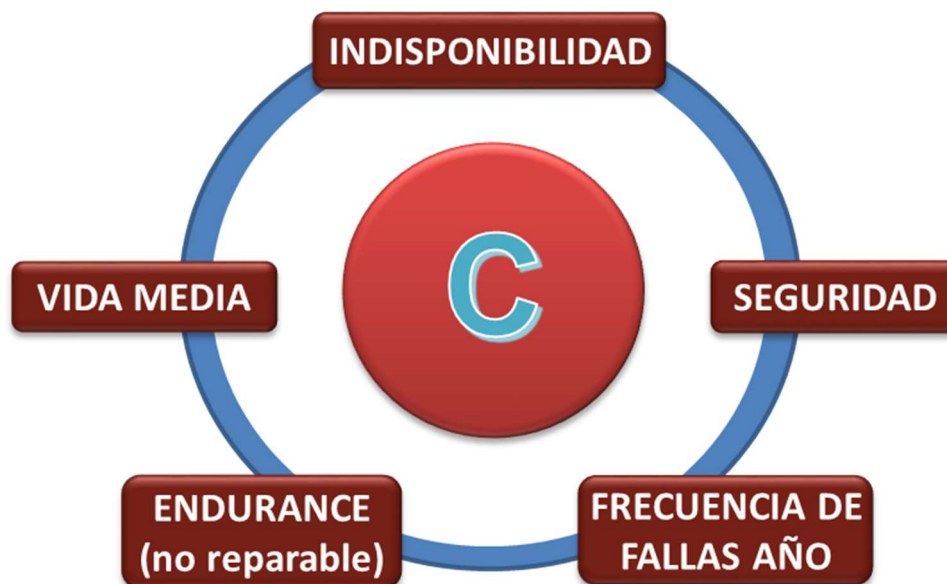 INDISPONIBILIDAD
C
VIDA MEDIA
SEGURIDAD
ENDURANCE
(no reparable)
FRECUENCIA DE
FALLAS AÑO